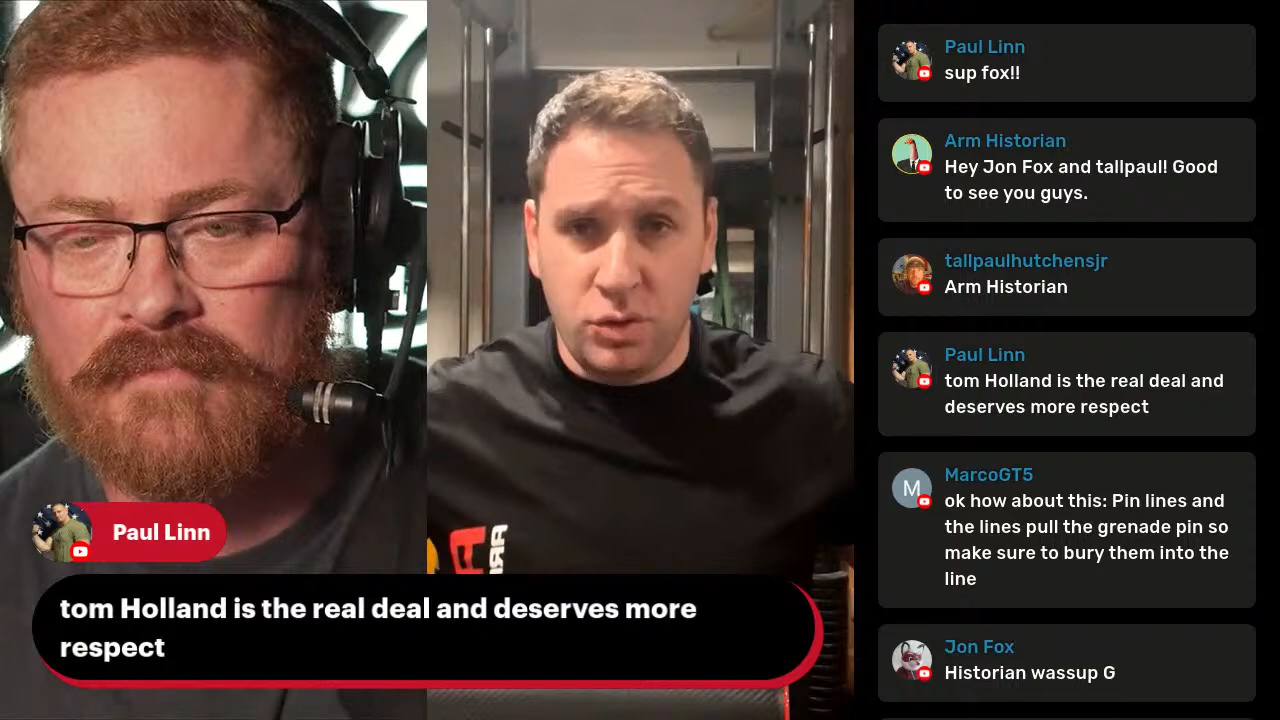 Paul Linn
sup fox!!
Arm Historian
Hey Jon Fox and tallpaul! Good
to see you guys.
tallpaulhutchensjr
Arm Historian
Paul Linn
tom Holland is the real deal and
deserves more respect
M
MarcoGT5
ok how about this: Pin lines and
the lines pull the grenade pin so
make sure to bury them into the
line
Jon Fox
Historian wassup G
Paul Linn
tom Holland is the real deal and deserves more
respect